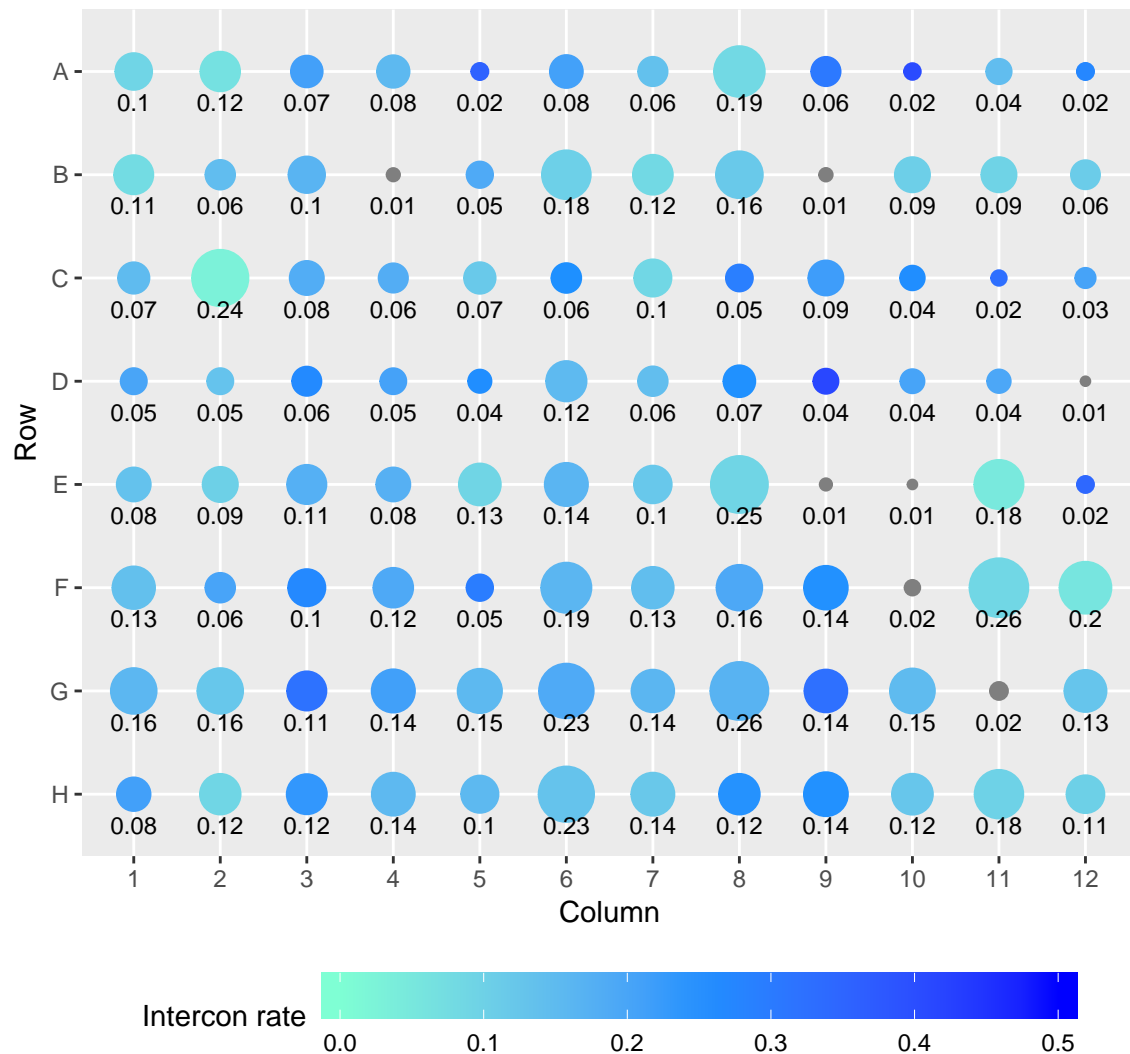 A
0.1 0.12 0.07 0.08 0.02 0.08 0.06 0.19 0.06 0.02 0.04 0.02
B
0.11 0.06 0.1 0.01 0.05 0.18 0.12 0.16 0.01 0.09 0.09 0.06
C
0.07 0.24 0.08 0.06 0.07 0.06 0.1 0.05 0.09 0.04 0.02 0.03
D
0.05 0.05 0.06 0.05 0.04 0.12 0.06 0.07 0.04 0.04 0.04 0.01
Row
E
0.08 0.09 0.11 0.08 0.13 0.14 0.1 0.25 0.01 0.01 0.18 0.02
F
0.13 0.06 0.1 0.12 0.05 0.19 0.13 0.16 0.14 0.02 0.26 0.2
G
0.16 0.16 0.11 0.14 0.15 0.23 0.14 0.26 0.14 0.15 0.02 0.13
H
0.08 0.12 0.12 0.14 0.1 0.23 0.14 0.12 0.14 0.12 0.18 0.11
1 2 3 4 5 6 7 8 9 10 11 12
Column
Intercon rate
0.0 0.1 0.2 0.3 0.4 0.5